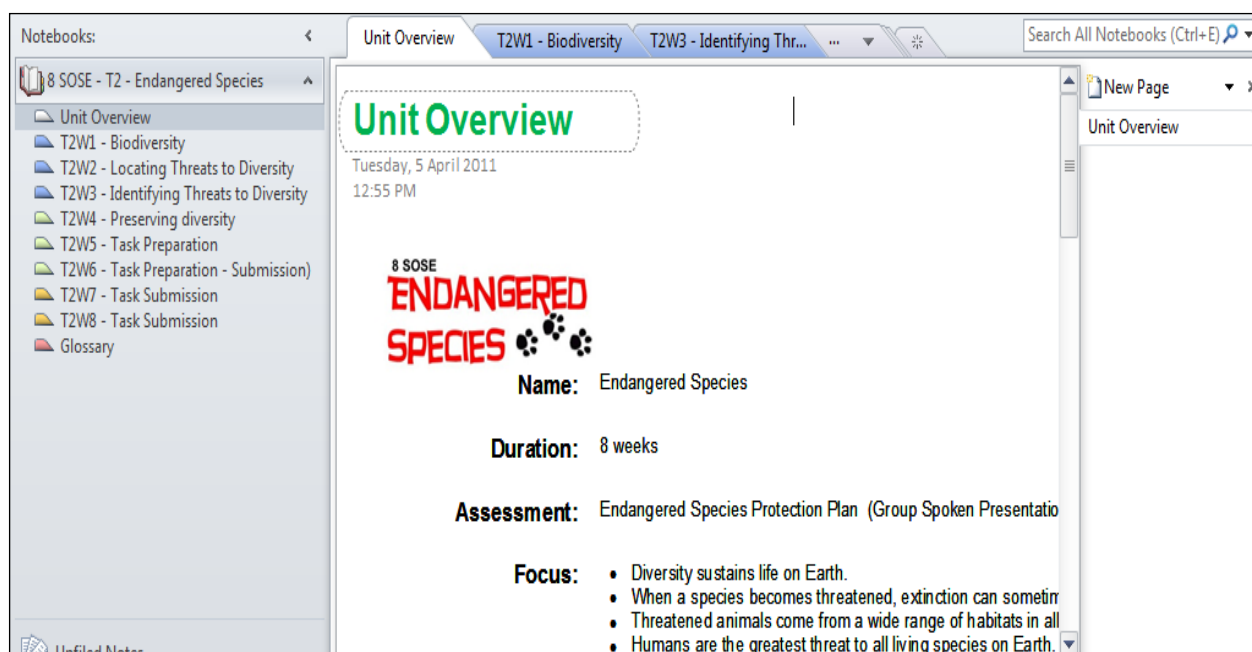 Notebooks:
8 SOSE - T2 - Endangered Species
Unit Overview
T2W1 - Biodiversity
T2W2 - Locating Threats to Diversity
T2W3 - Identifying Threats to Diversity
T2W4 - Preserving diversity
T2W5 - Task Preparation
T2W6 - Task Preparation - Submission)
T2W7 - Task Submission
T2W8 - Task Submission
Glossary
Unfiled Notes
Unit Overview T2W1 - Biodiversity T2W3 - Identifying Thr... ...
Search All Notebooks (Ctrl+E)
Unit Overview
Tuesday, 5 April 2011
12:55 PM
8 SOSE
ENDANGERED
SPECIES
Name: Endangered Species
Duration: 8 weeks
Assessment: Endangered Species Protection Plan (Group Spoken Presentatio
Focus: • Diversity sustains life on Earth.
• When a species becomes threatened, extinction can sometim
• Threatened animals come from a wide range of habitats in all
• Humans are the greatest threat to all living species on Earth.
New Page
Unit Overview